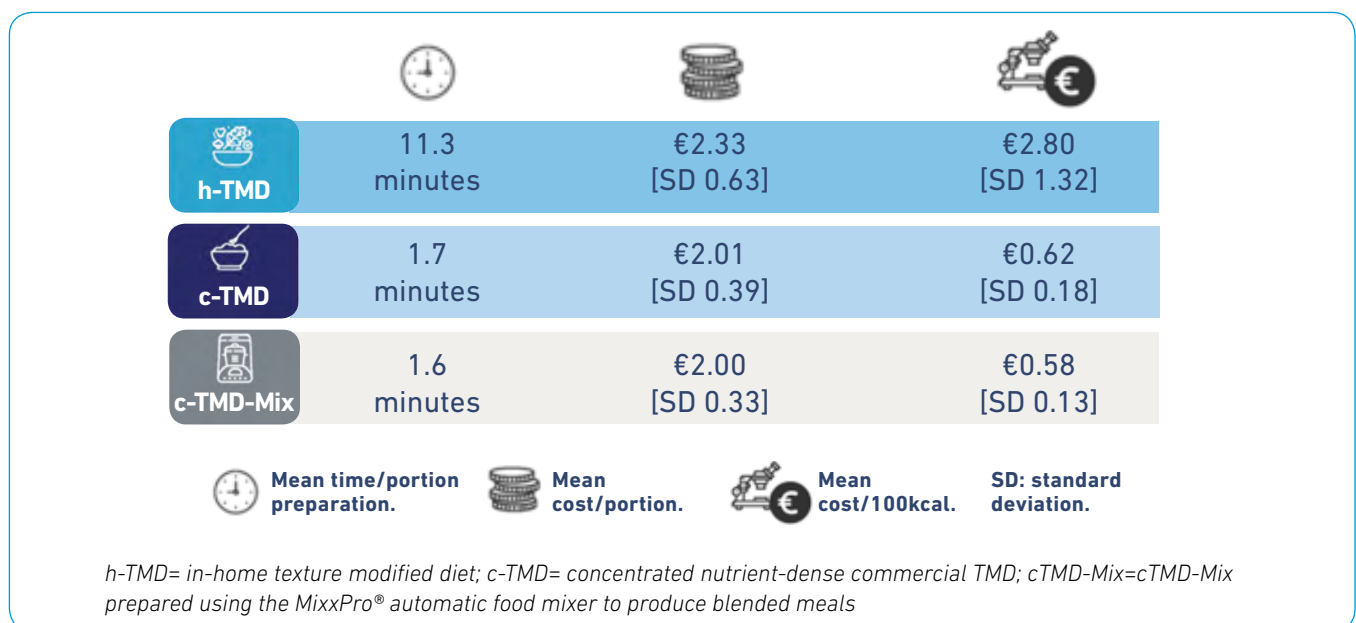 11.3 €2.33 €2.80
h-TMD minutes [SD 0.63] [SD 1.32]
1.7 €2.01 €0.62
c-TMD minutes [SD 0.39] [SD 0.18]
1.6 €2.00 €0.58
c-TMD-Mix minutes [SD 0.33] [SD 0.13]
Mean time/portion Mean Mean SD: standard
preparation. cost/portion. cost/100kcal. deviation.
h-TMD= in-home texture modified diet; c-TMD= concentrated nutrient-dense commercial TMD; cTMD-Mix=cTMD-Mix
prepared using the MixxPro® automatic food mixer to produce blended meals